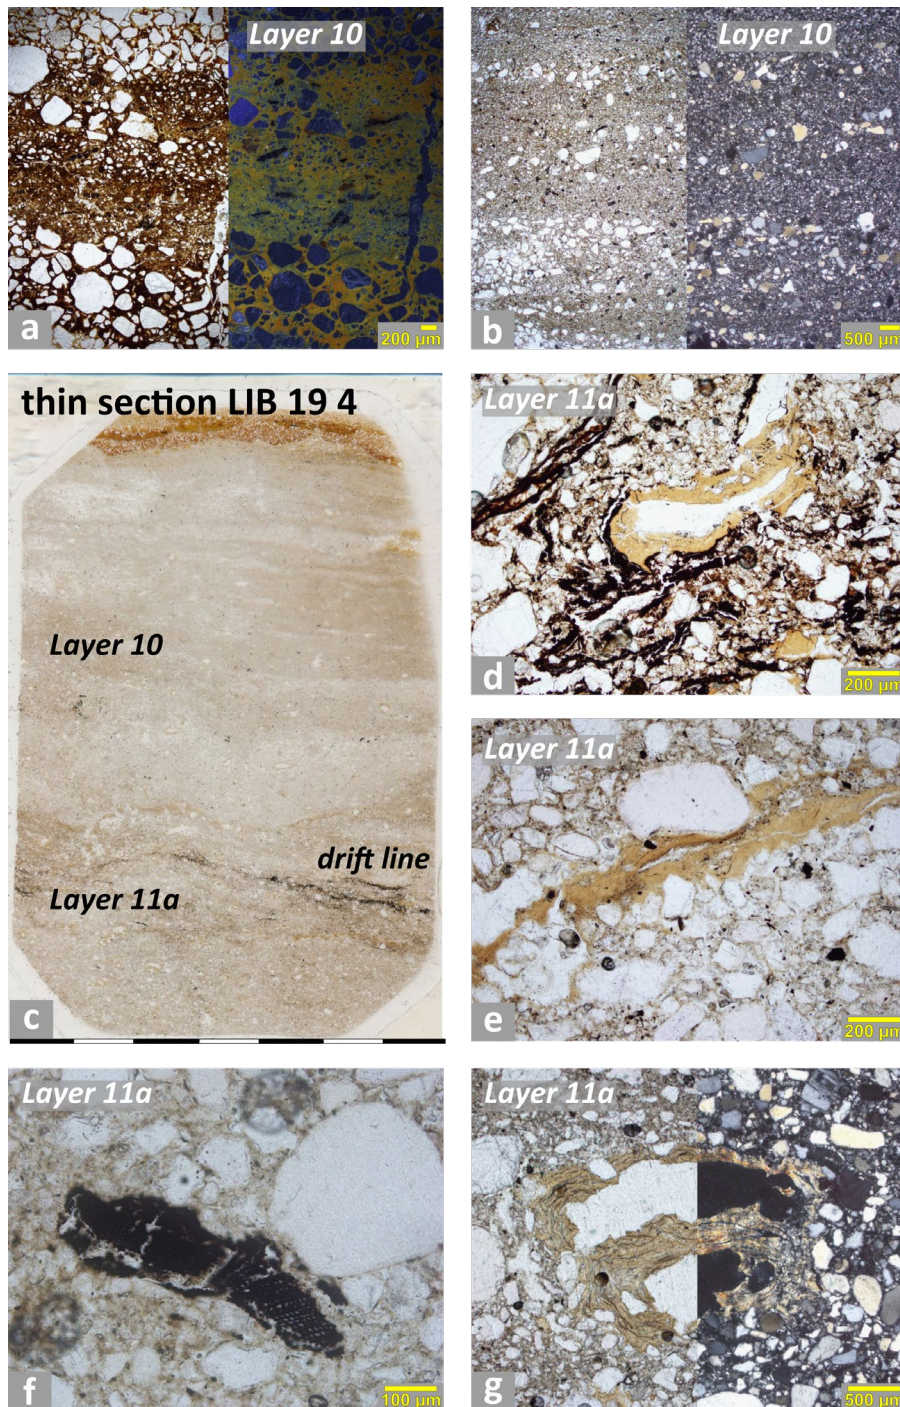 Layer 10
a
200 µm
Layer 10
b
500 µm
thin section LIB 19 4
Layer 10
drift line
Layer 11a
c
Layer 11a
d
200 µm
Layer 11a
e
200 µm
Layer 11a
f
100 µm
Layer 11a
g
500 µm